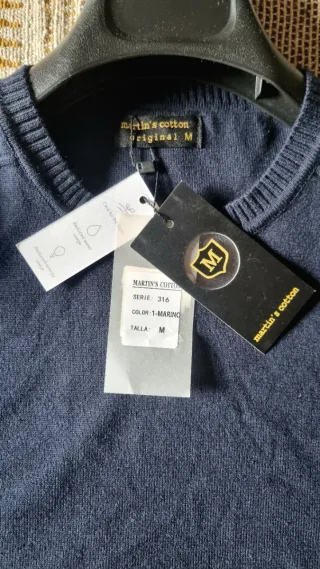 martin's cotton
original M
M
martin's cotton
MARTIN'S COTTON
SERIE: 316
COLOR: 1-MARINO
TALLA: M